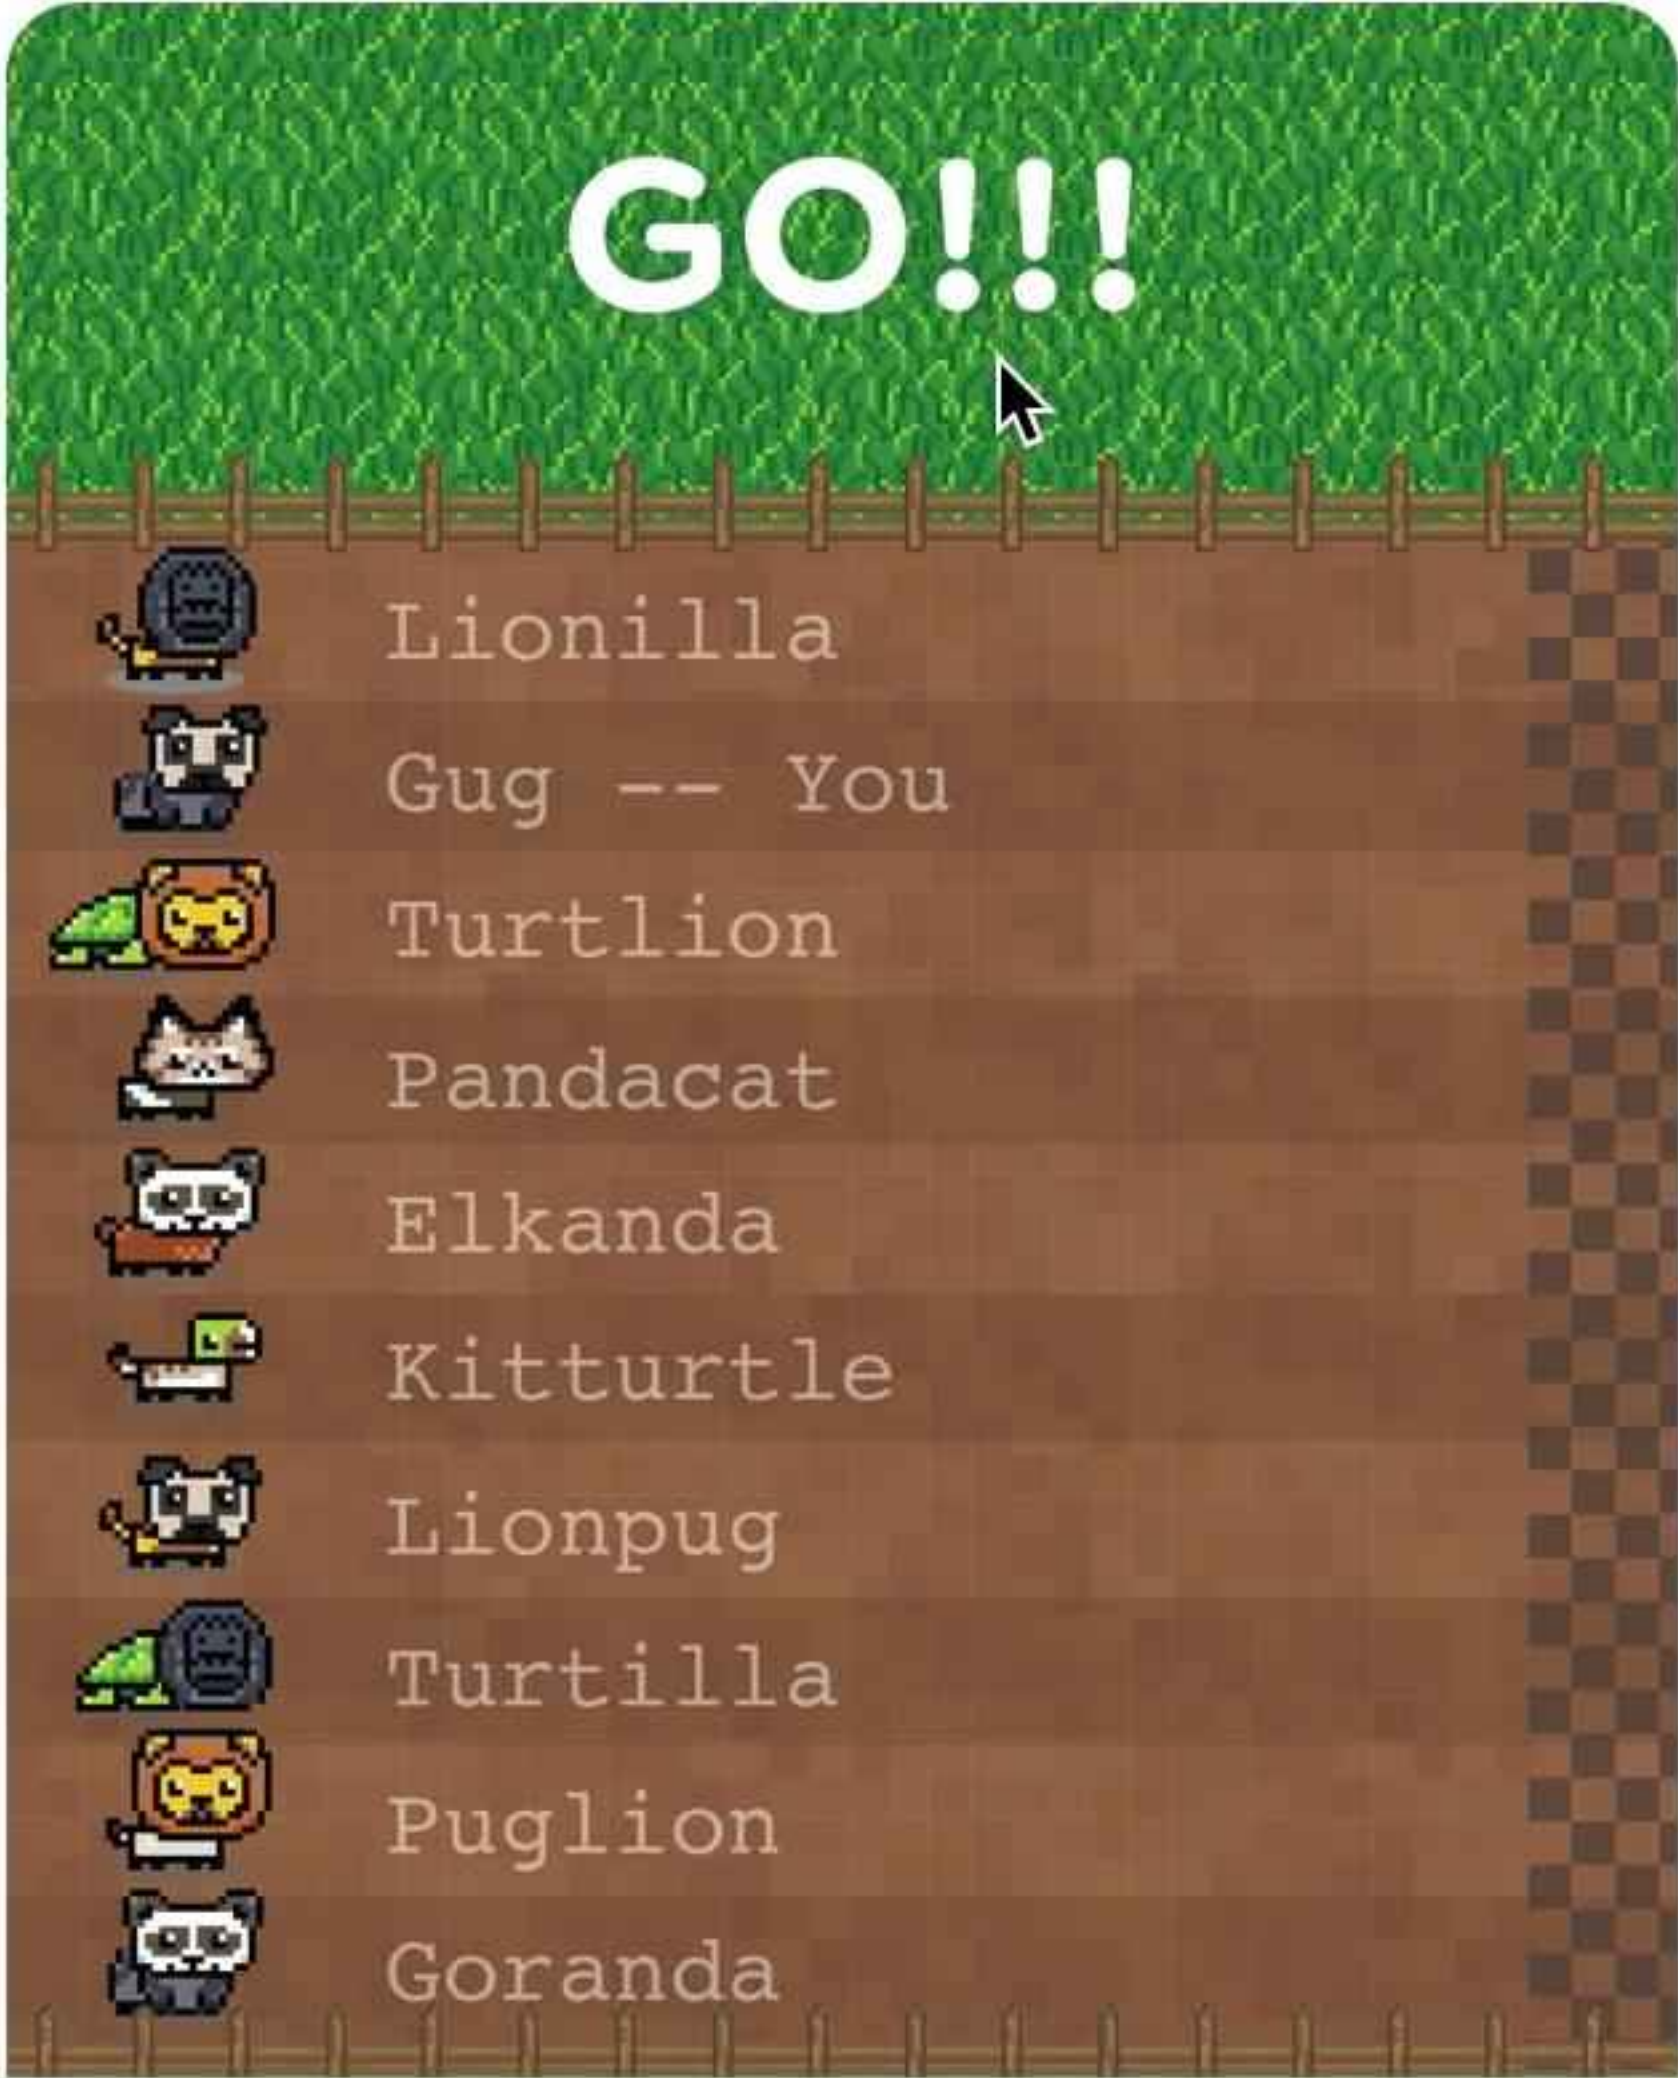 GO!!!
Lionilla
Gug -- You
Turtlion
Pandacat
Elkanda
Kitturtle
Lionpug
Turtilla
Puglion
Goranda